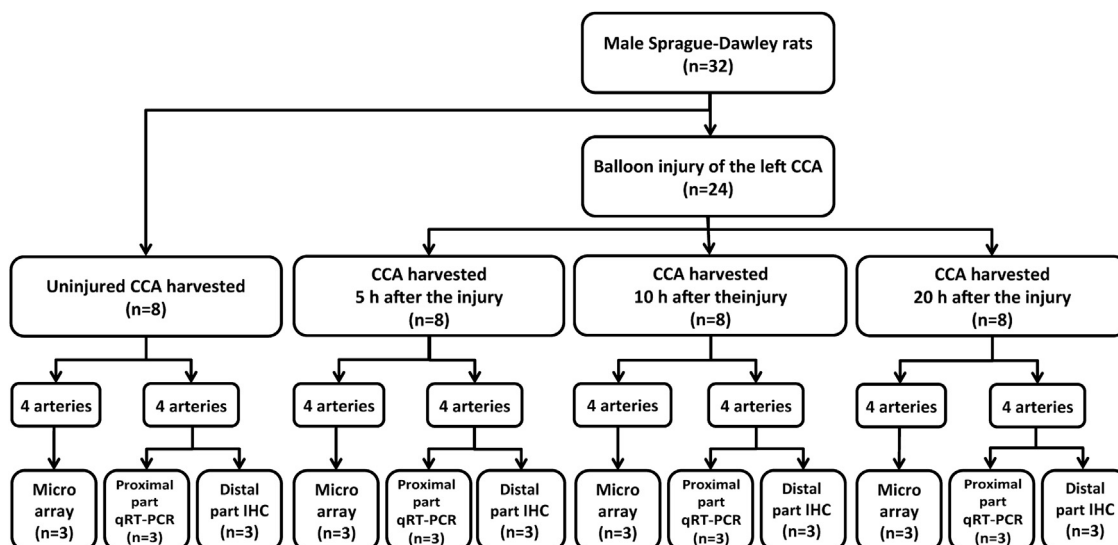 Male Sprague-Dawley rats
(n=32)
Balloon injury of the left CCA
(n=24)
Uninjured CCA harvested
(n=8)
CCA harvested
5 h after the injury
(n=8)
CCA harvested
10 h after theinjury
(n=8)
CCA harvested
20 h after the injury
(n=8)
4 arteries
4 arteries
4 arteries
4 arteries
4 arteries
4 arteries
4 arteries
4 arteries
Micro
array
(n=3)
Proximal
part
qRT-PCR
(n=3)
Distal
part IHC
(n=3)
Micro
array
(n=3)
Proximal
part
qRT-PCR
(n=3)
Distal
part IHC
(n=3)
Micro
array
(n=3)
Proximal
part
qRT-PCR
(n=3)
Distal
part IHC
(n=3)
Micro
array
(n=3)
Proximal
part
qRT-PCR
(n=3)
Distal
part IHC
(n=3)